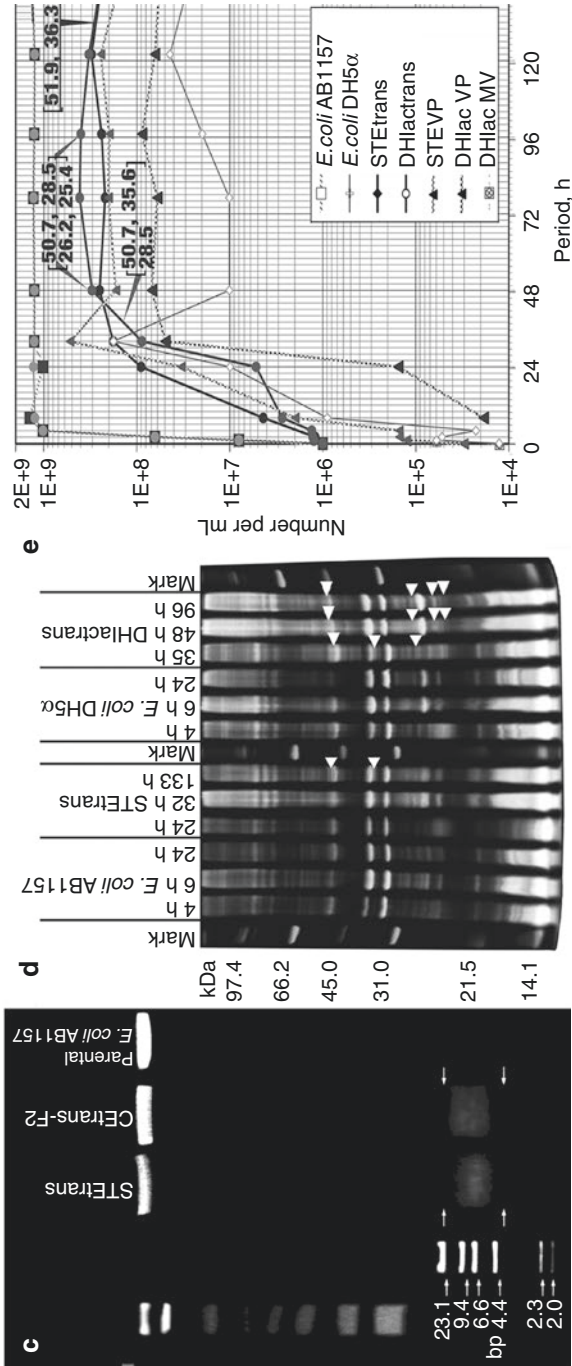 c
STEtrans
CEtrans-F2
Parental
E. coli AB1157
23.1
9.4
6.6
bp 4.4
2.3
2.0
d
Mark
4 h
6 h
24 h
E. coli AB1157
24 h
32 h
133 h
STEtrans
Mark
4 h
6 h
24 h
E. coli DH5α
35 h
48 h
96 h
DHlactrans
Mark
kDa
97.4
66.2
45.0
31.0
21.5
14.1
e
Number per mL
2E+9
1E+9
1E+8
1E+7
1E+6
1E+5
1E+4
0
24
48
72
96
120
Period, h
[50.7, 28.5]
[26.2, 25.4]
[50.7, 35.6]
28.5]
[51.9, 36.3
E.coli AB1157
E.coli DH5α
STEtrans
DHlactrans
STEVP
DHlac VP
DHlac MV